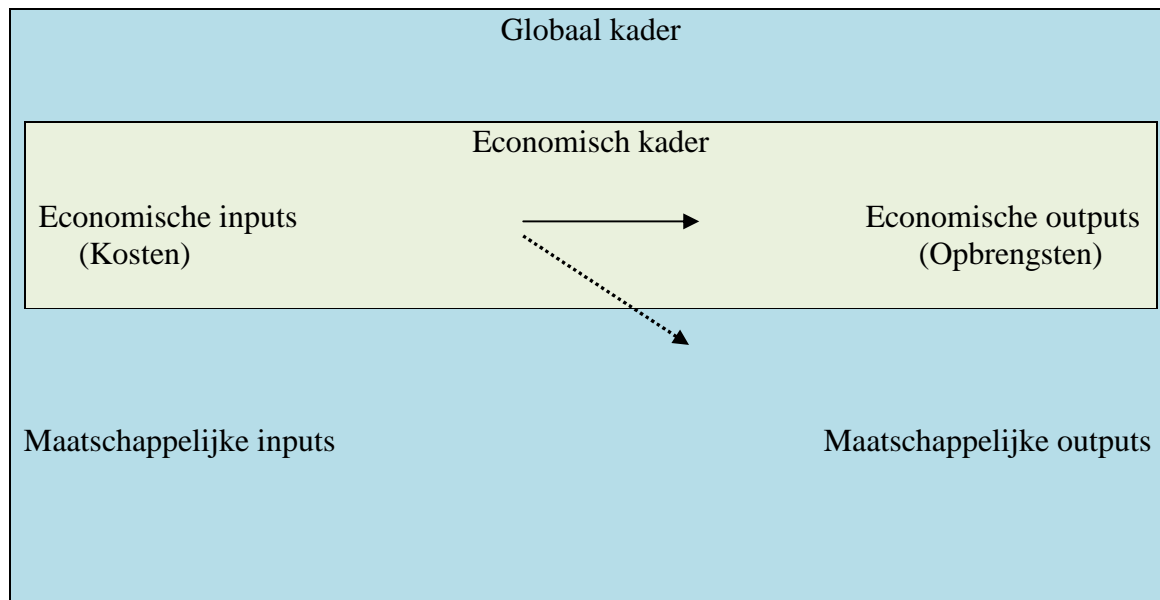 Globaal kader
Economisch kader
Economische inputs
(Kosten)
Economische outputs
(Opbrengsten)
Maatschappelijke inputs
Maatschappelijke outputs